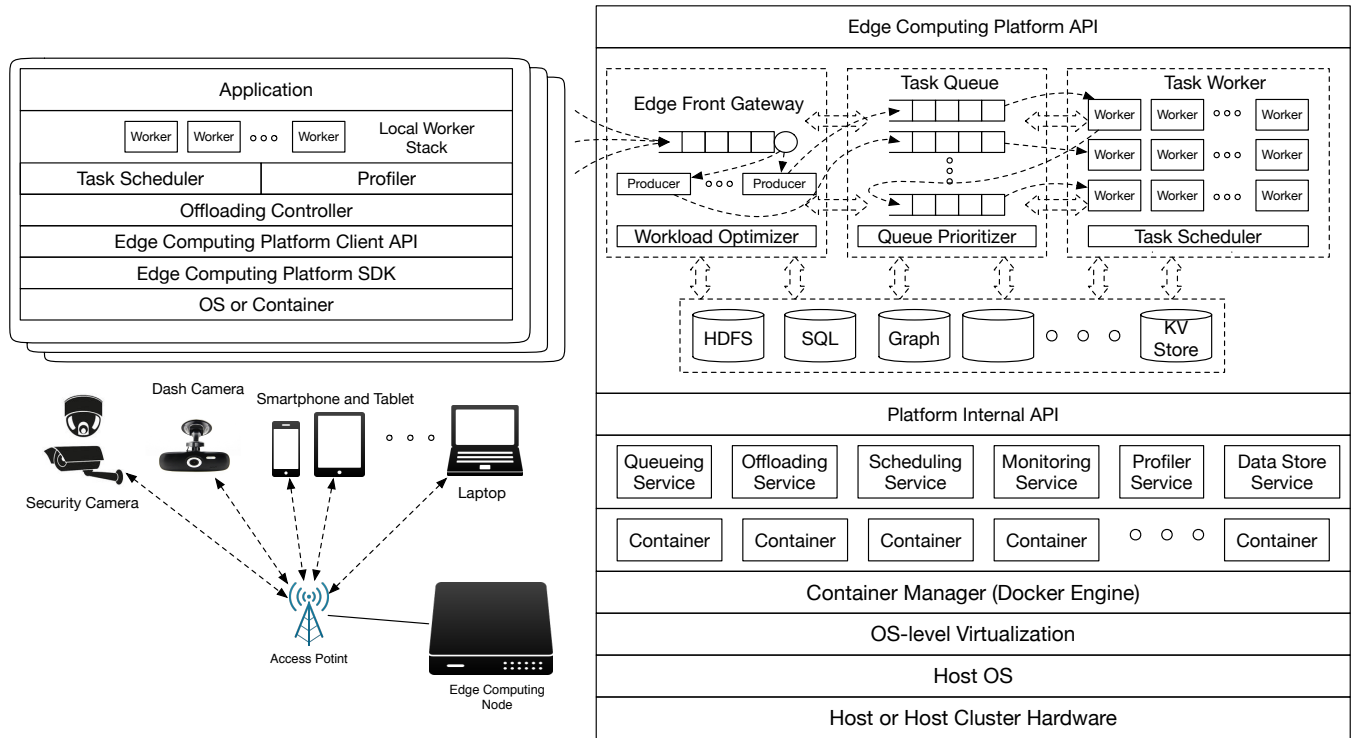 Application
Worker
Worker
Worker
Local Worker
Stack
Task Scheduler
Profiler
Offloading Controller
Edge Computing Platform Client API
Edge Computing Platform SDK
OS or Container
Security Camera
Dash Camera
Smartphone and Tablet
Laptop
Access Potint
Edge Computing
Node
Edge Computing Platform API
Edge Front Gateway
Producer
Producer
Workload Optimizer
Task Queue
Queue Prioritizer
Task Worker
Worker
Worker
Worker
Worker
Worker
Worker
Worker
Worker
Worker
Task Scheduler
HDFS
SQL
Graph
KV
Store
Platform Internal API
Queueing
Service
Offloading
Service
Scheduling
Service
Monitoring
Service
Profiler
Service
Data Store
Service
Container
Container
Container
Container
Container
Container Manager (Docker Engine)
OS-level Virtualization
Host OS
Host or Host Cluster Hardware